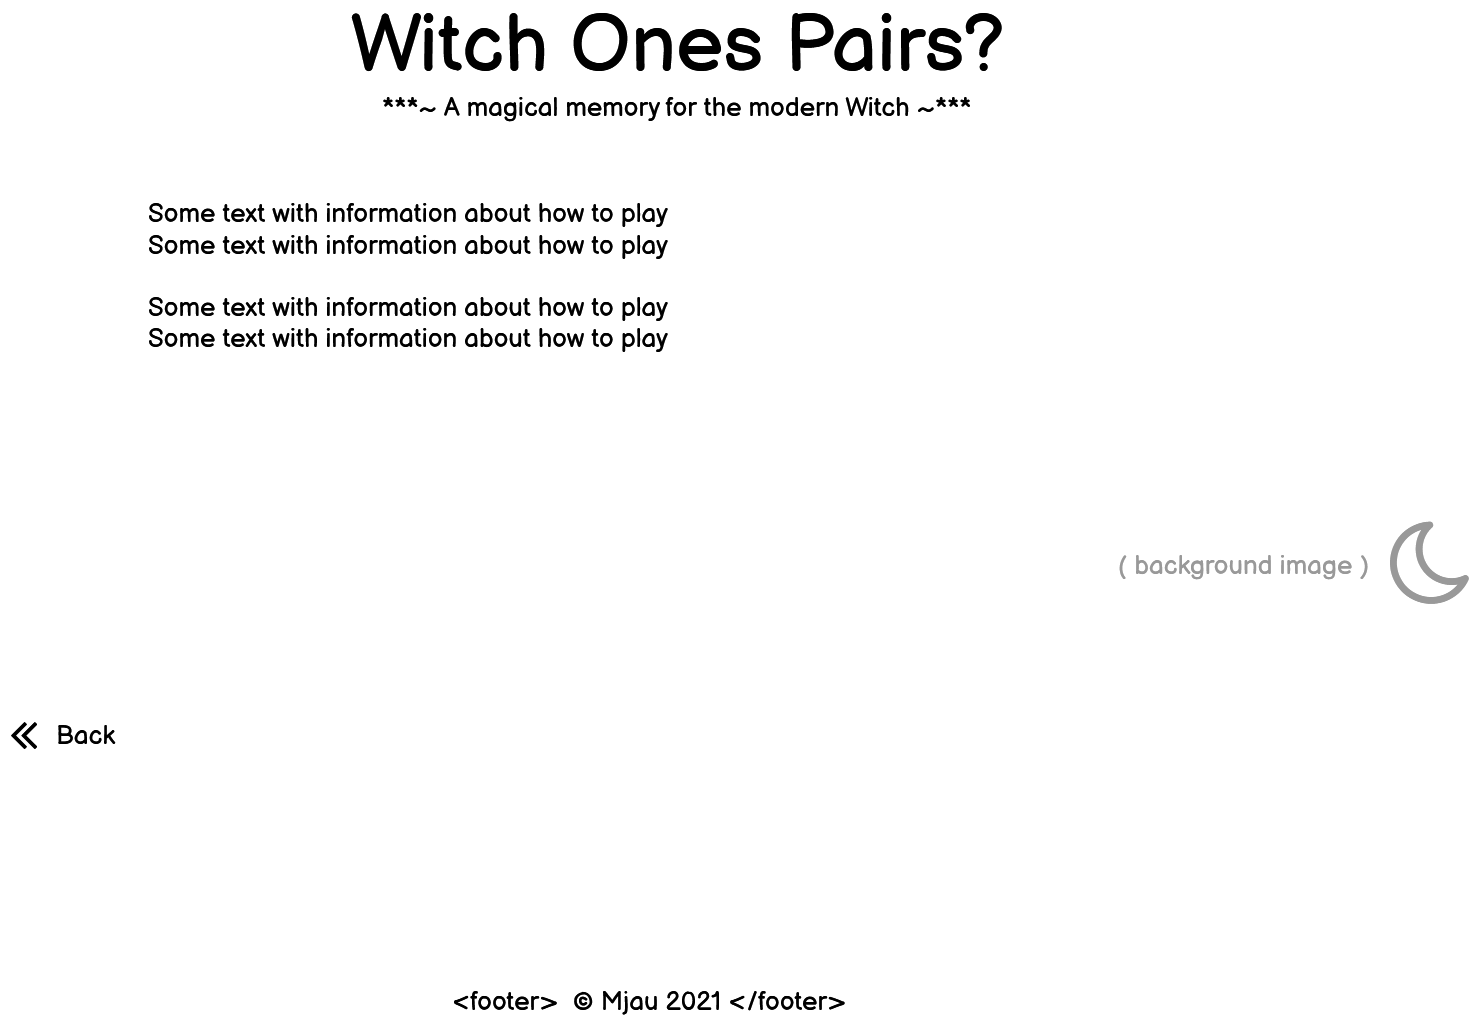 Witch Ones Pairs?
***~ A magical memory for the modern Witch ~***
Some text with information about how to play
Some text with information about how to play
Some text with information about how to play
Some text with information about how to play
( background image )
Back
<footer> © Mjau 2021 </footer>